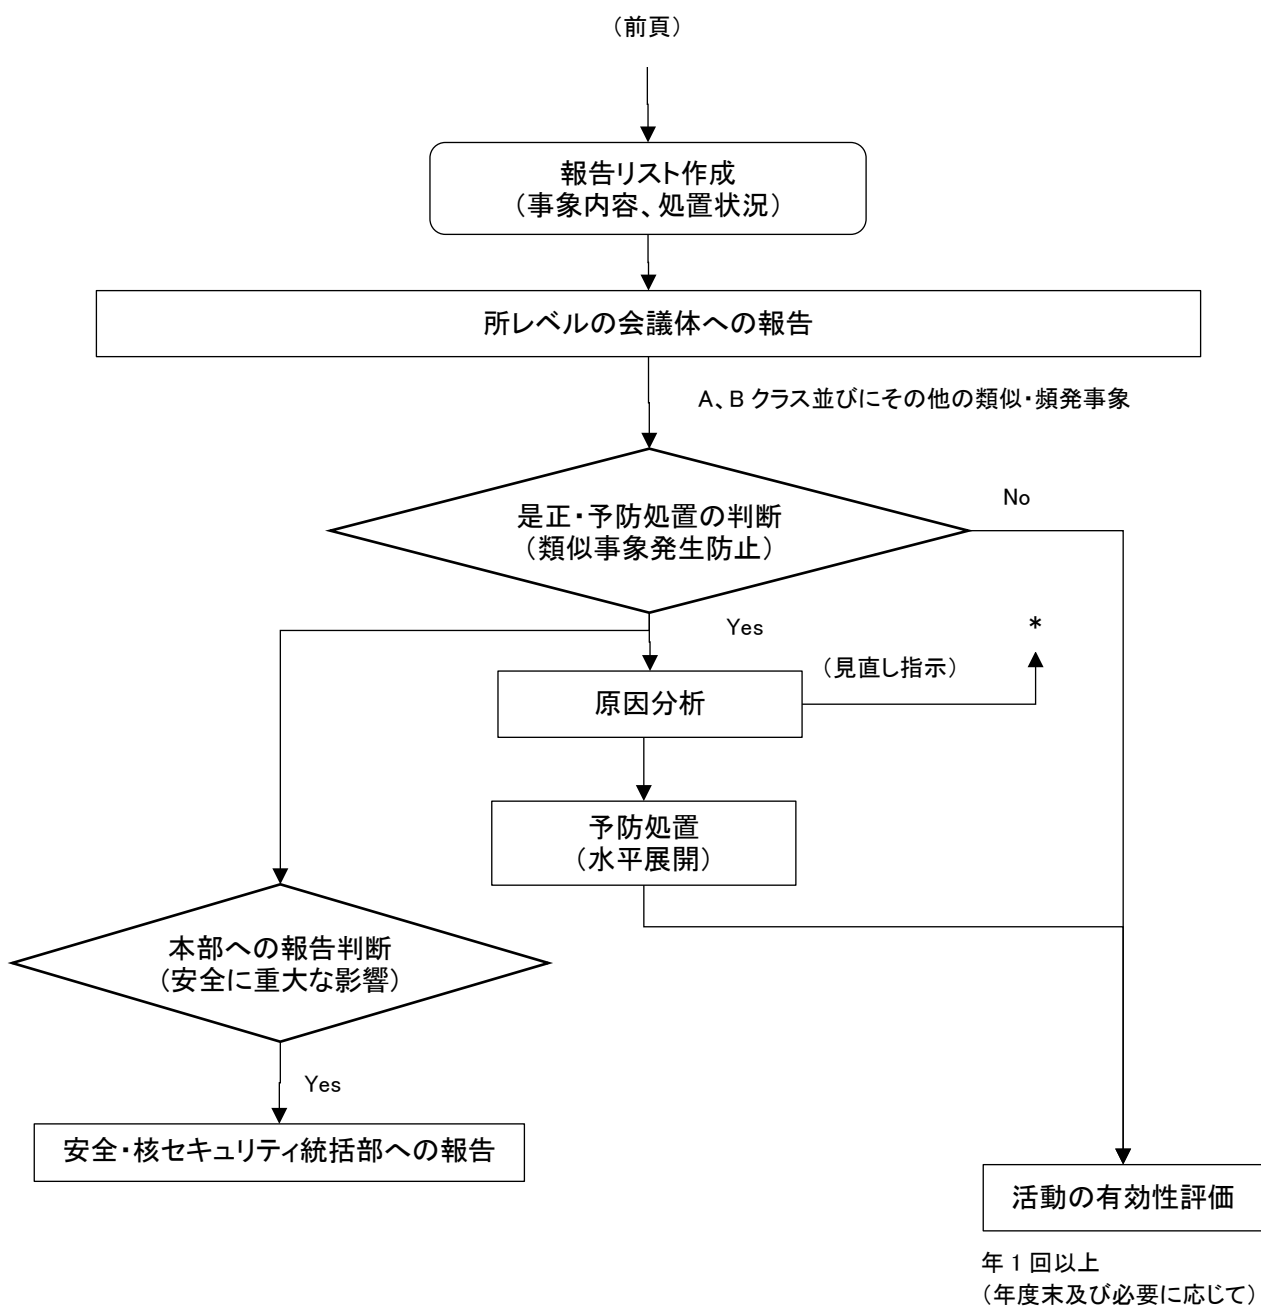 （前頁）
報告リスト作成
（事象内容、処置状況）
所レベルの会議体への報告
A、B クラス並びにその他の類似・頻発事象
是正・予防処置の判断
（類似事象発生防止）
No
Yes
*
（見直し指示）
原因分析
予防処置
（水平展開）
本部への報告判断
（安全に重大な影響）
Yes
安全・核セキュリティ統括部への報告
活動の有効性評価
年 1 回以上
（年度末及び必要に応じて）